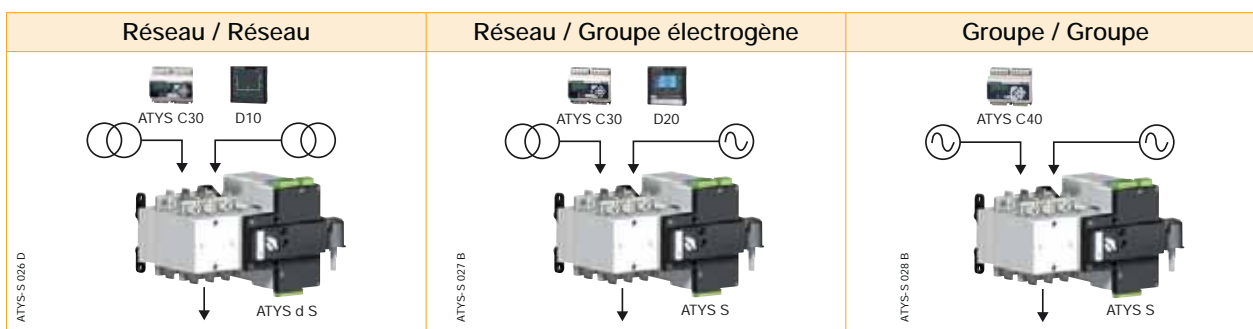 Réseau / Réseau
Réseau / Groupe électrogène
Groupe / Groupe
ATYS C30
D10
ATYS d S
ATYS-S 026 D
ATYS C30
D20
ATYS S
ATYS-S 027 B
ATYS C40
ATYS S
ATYS-S 028 B